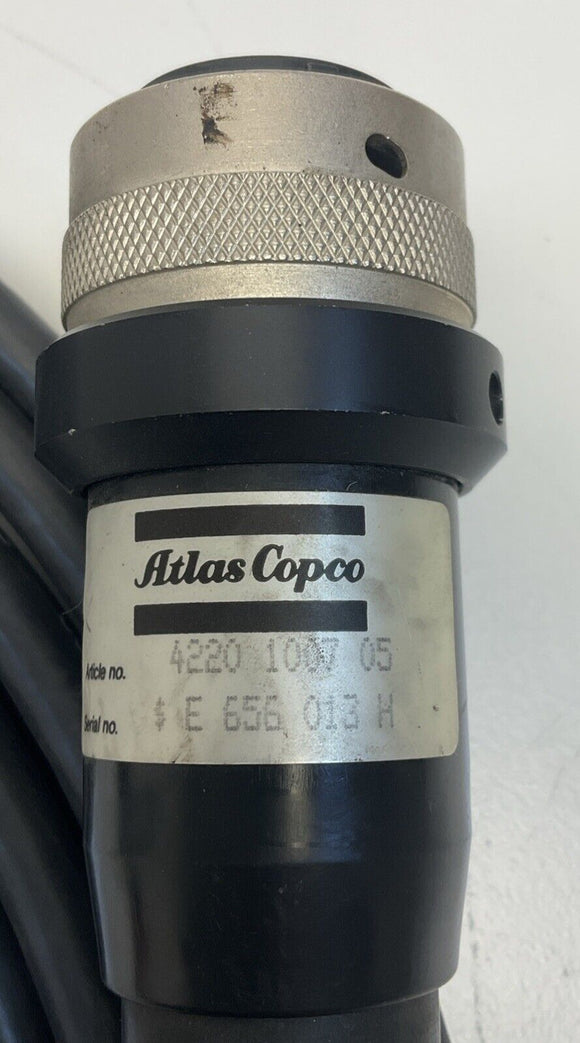 Atlas Copco
Article no. 4220 1007 05
Serial no. ‡ E 656 013 H